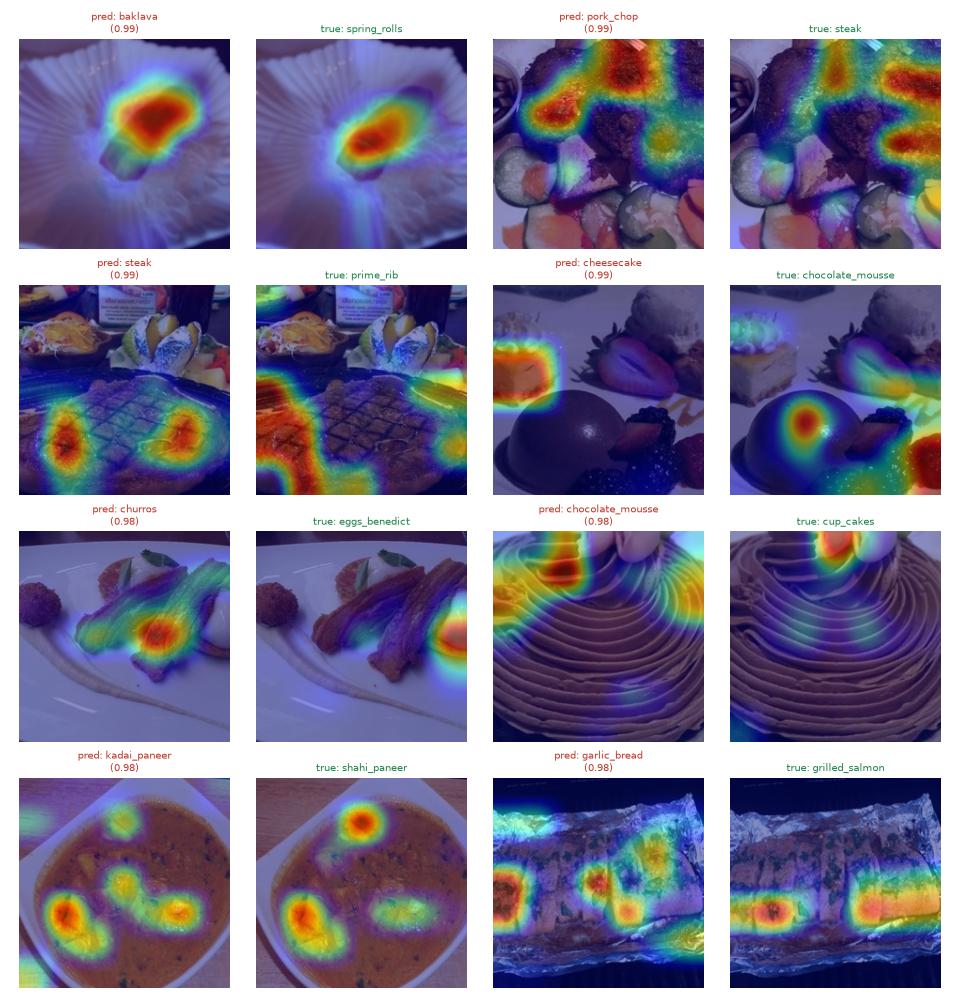 pred: baklava
(0.99)
true: spring_rolls
pred: pork_chop
(0.99)
true: steak
pred: steak
(0.99)
true: prime_rib
pred: cheesecake
(0.99)
true: chocolate_mousse
pred: churros
(0.98)
true: eggs_benedict
pred: chocolate_mousse
(0.98)
true: cup_cakes
pred: kadai_paneer
(0.98)
true: shahi_paneer
pred: garlic_bread
(0.98)
true: grilled_salmon